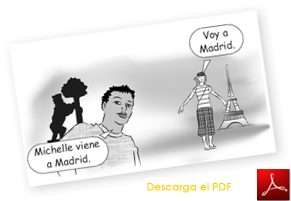 Voy a
Madrid.
Michelle viene
a Madrid.
Descarga el PDF